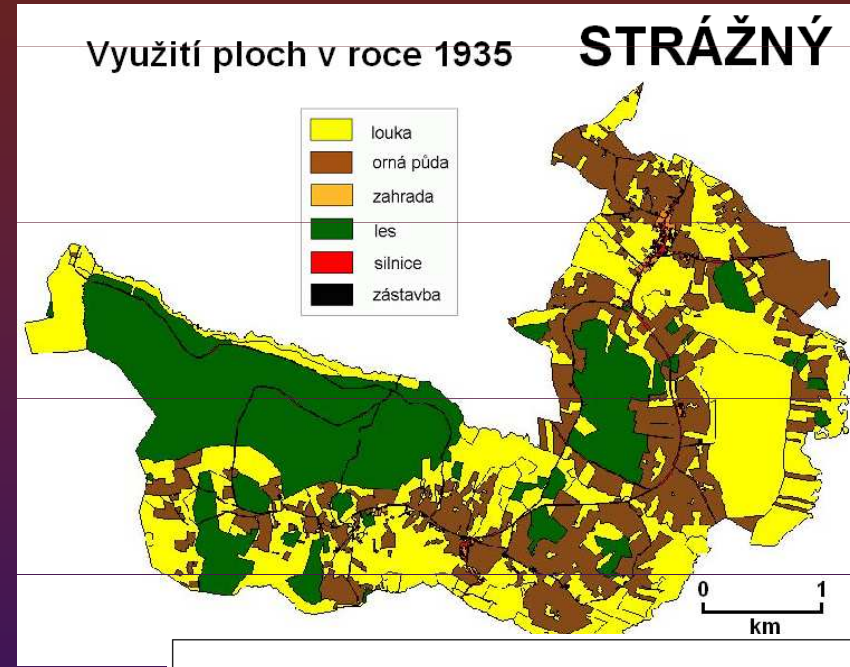 Využití ploch v roce 1935 STRÁŽNÝ
louka
orná půda
zahrada
les
silnice
zástavba
0 1
km